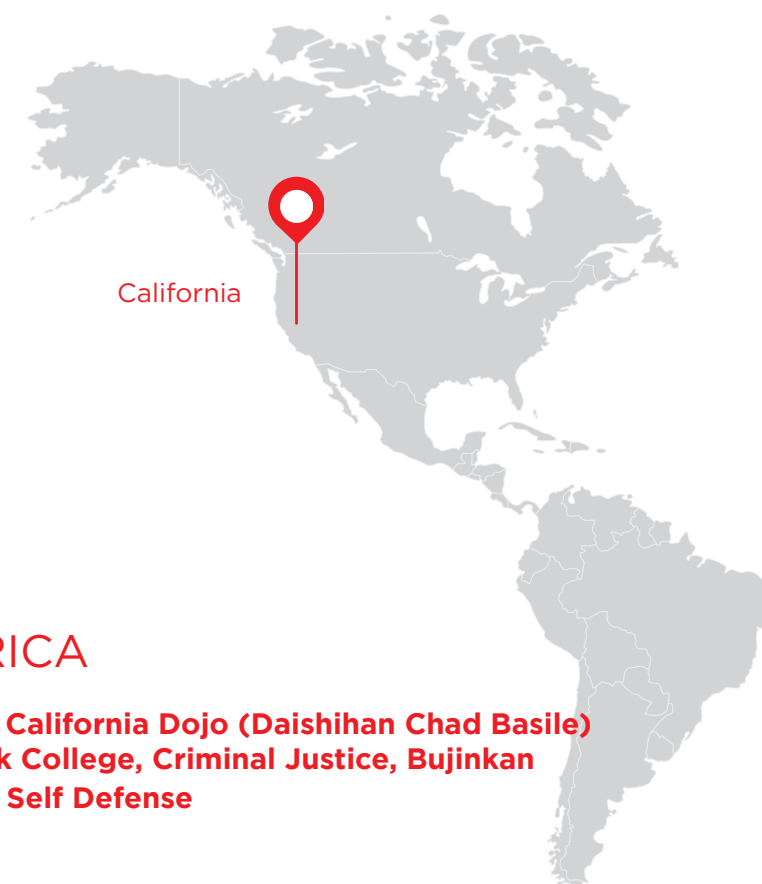 California
RICA
California Dojo (Daishihan Chad Basile)
k College, Criminal Justice, Bujinkan
Self Defense